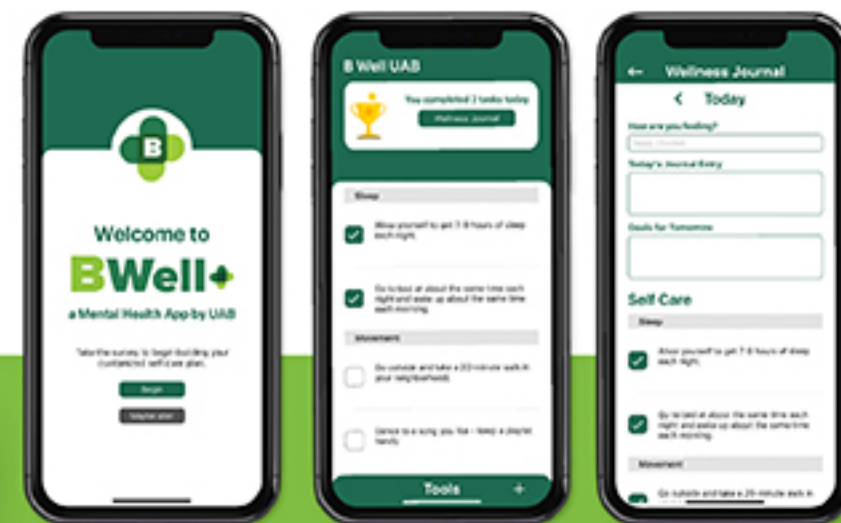 B
Welcome to
BWell+
a Mental Health App by UAB
Take the survey to begin building your
customized self-care plan.
Begin
Maybe later
B Well UAB
You completed 2 tasks today
Wellness Journal
Sleep
Allow yourself to get 7-8 hours of sleep
each night.
Go to bed at about the same time each
night and wake up about the same time
each morning.
Movement
Go outside and take a 20-minute walk in
your neighborhood.
Dance to a song you like - keep a playlist
handy.
Tools +
← Wellness Journal
< Today
How are you feeling?
Today's Journal Entry
Goals for Tomorrow
Self Care
Sleep
Allow yourself to get 7-8 hours of sleep
each night.
Go to bed at about the same time each
night and wake up about the same time
each morning.
Movement
Go outside and take a 20-minute walk in